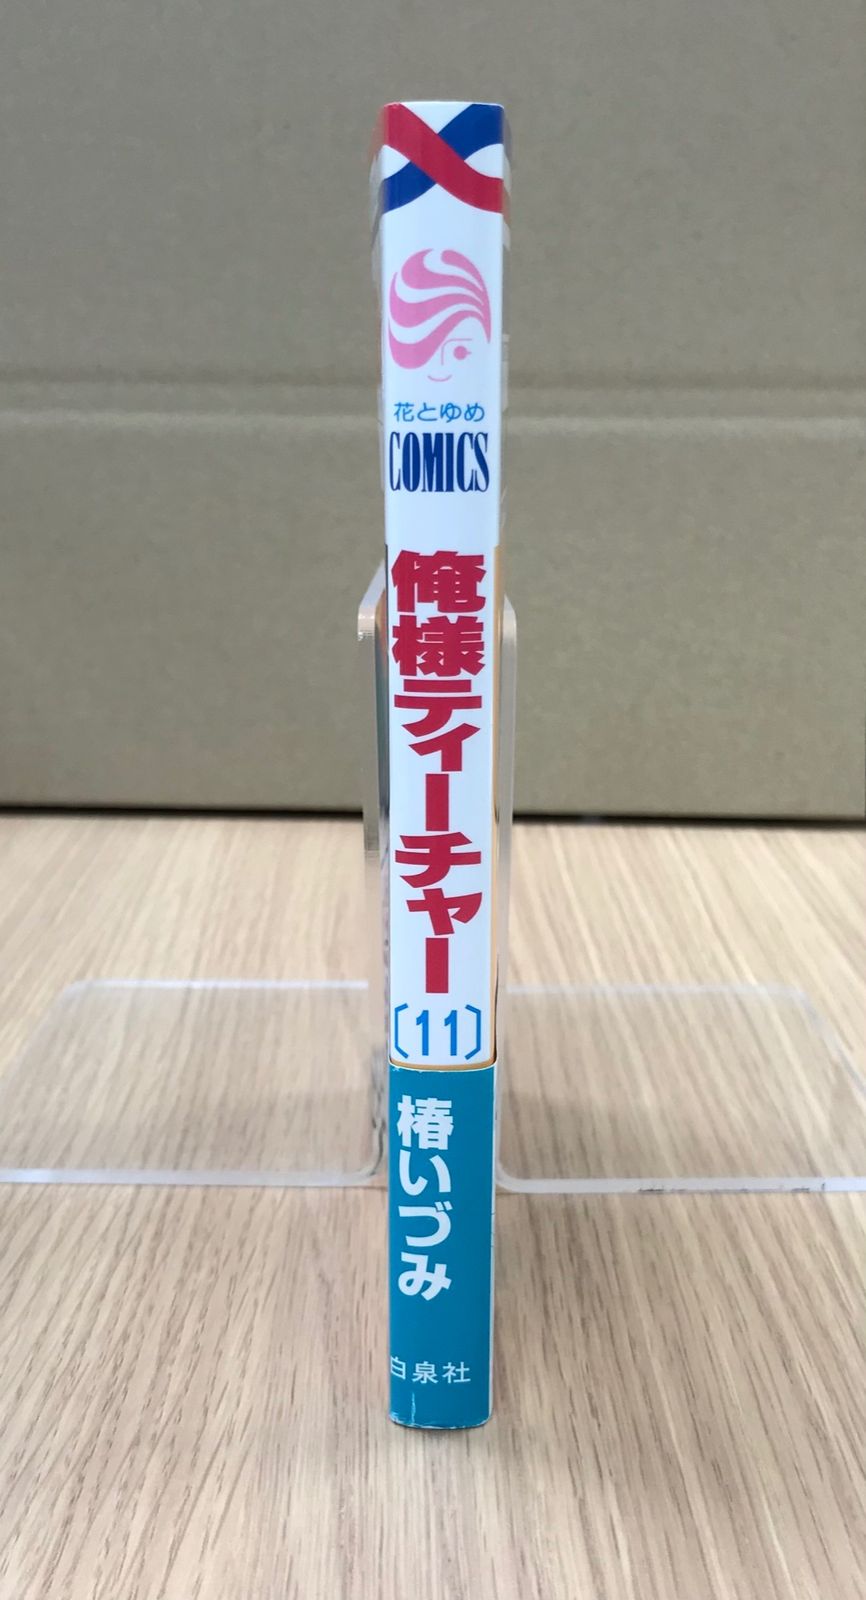 花とゆめ
COMICS
俺様ティーチャー
〔11〕
椿いづみ
白泉社